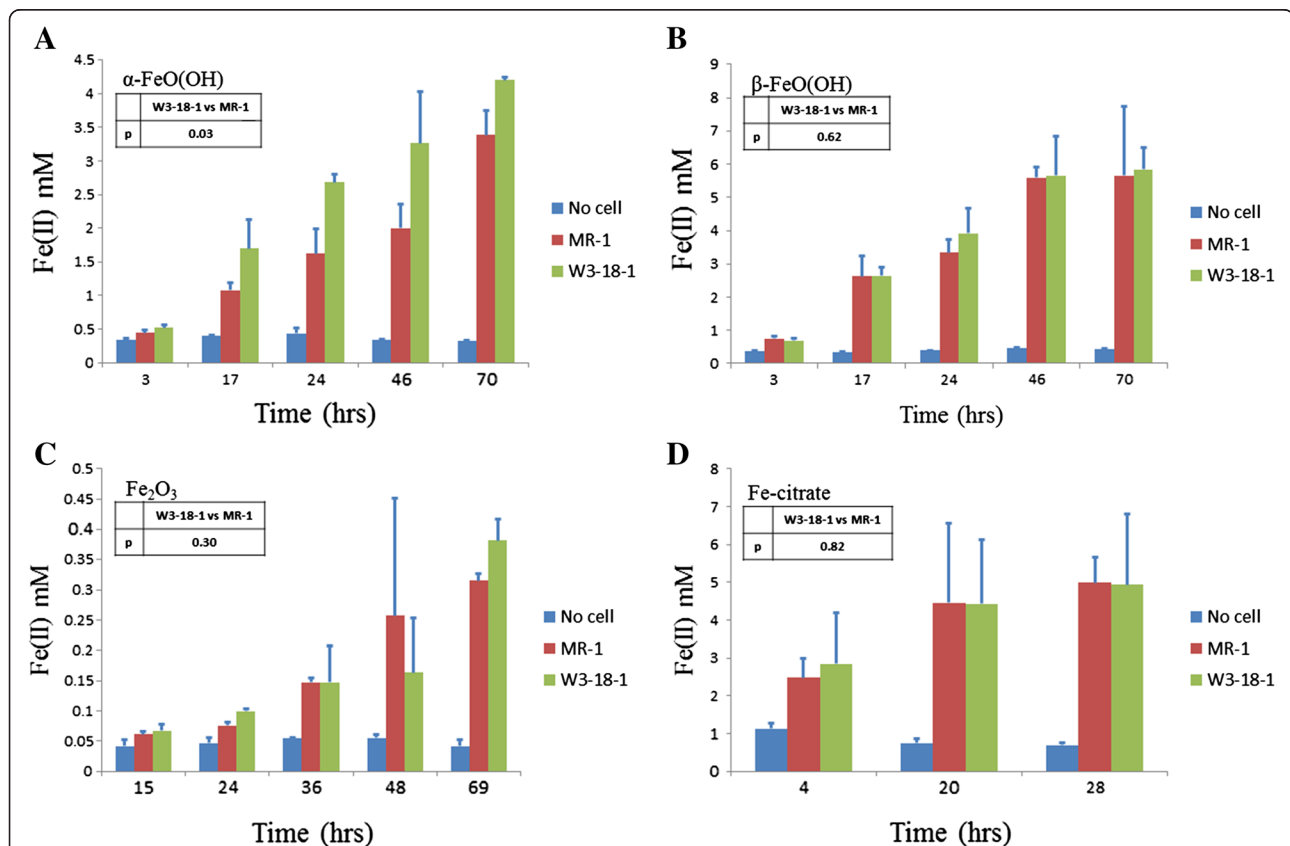 A
α-FeO(OH)
W3-18-1 vs MR-1
p 0.03
Fe(II) mM
4.5
4
3.5
3
2.5
2
1.5
1
0.5
0
3 17 24 46 70
Time (hrs)
No cell
MR-1
W3-18-1
B
β-FeO(OH)
W3-18-1 vs MR-1
p 0.62
Fe(II) mM
9
8
7
6
5
4
3
2
1
0
3 17 24 46 70
Time (hrs)
No cell
MR-1
W3-18-1
C
Fe₂O₃
W3-18-1 vs MR-1
p 0.30
Fe(II) mM
0.5
0.45
0.4
0.35
0.3
0.25
0.2
0.15
0.1
0.05
0
15 24 36 48 69
Time (hrs)
No cell
MR-1
W3-18-1
D
Fe-citrate
W3-18-1 vs MR-1
p 0.82
Fe(II) mM
8
7
6
5
4
3
2
1
0
4 20 28
Time (hrs)
No cell
MR-1
W3-18-1